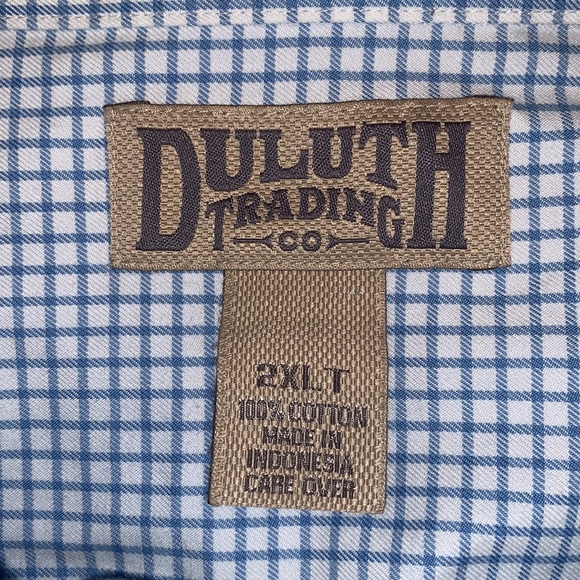 DULUTH
TRADING
CO
2XLT
100% COTTON
MADE IN
INDONESIA
CARE OVER